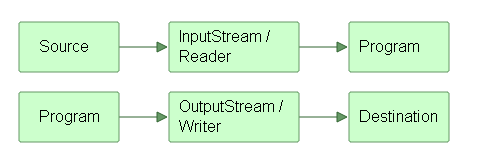 Source
InputStream /
Reader
Program
Program
OutputStream /
Writer
Destination